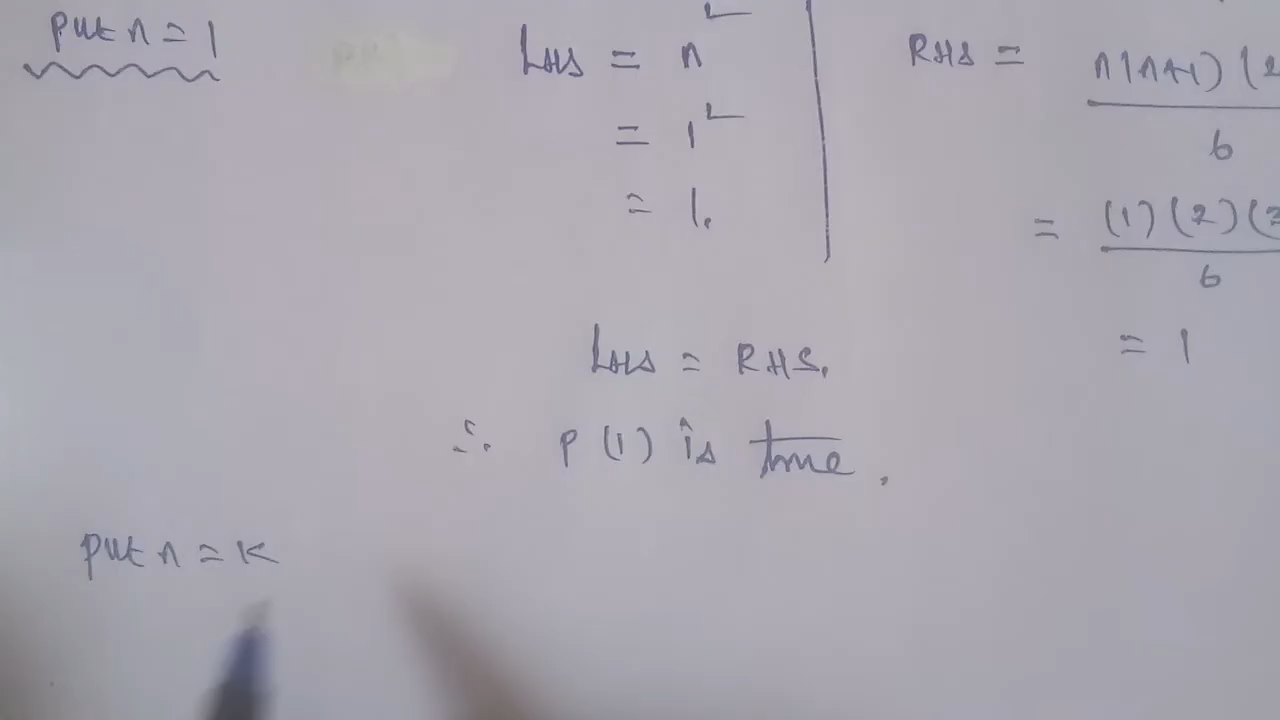 put n = 1
LHS = n²
= 1²
= 1.
RHS = n(n+1)(2
6
= (1)(2)(3
6
= 1
LHS = RHS.
∴ P(1) is true.
put n = K